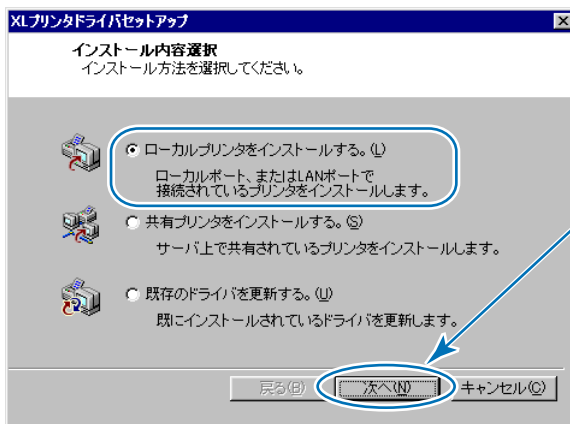 XLプリンタドライバセットアップ
インストール内容選択
インストール方法を選択してください。
ローカルプリンタをインストールする。(L)
ローカルポート、またはLANポートで
接続されているプリンタをインストールします。
共有プリンタをインストールする。(S)
サーバ上で共有されているプリンタをインストールします。
既存のドライバを更新する。(U)
既にインストールされているドライバを更新します。
戻る(B) 次へ(N) キャンセル(C)